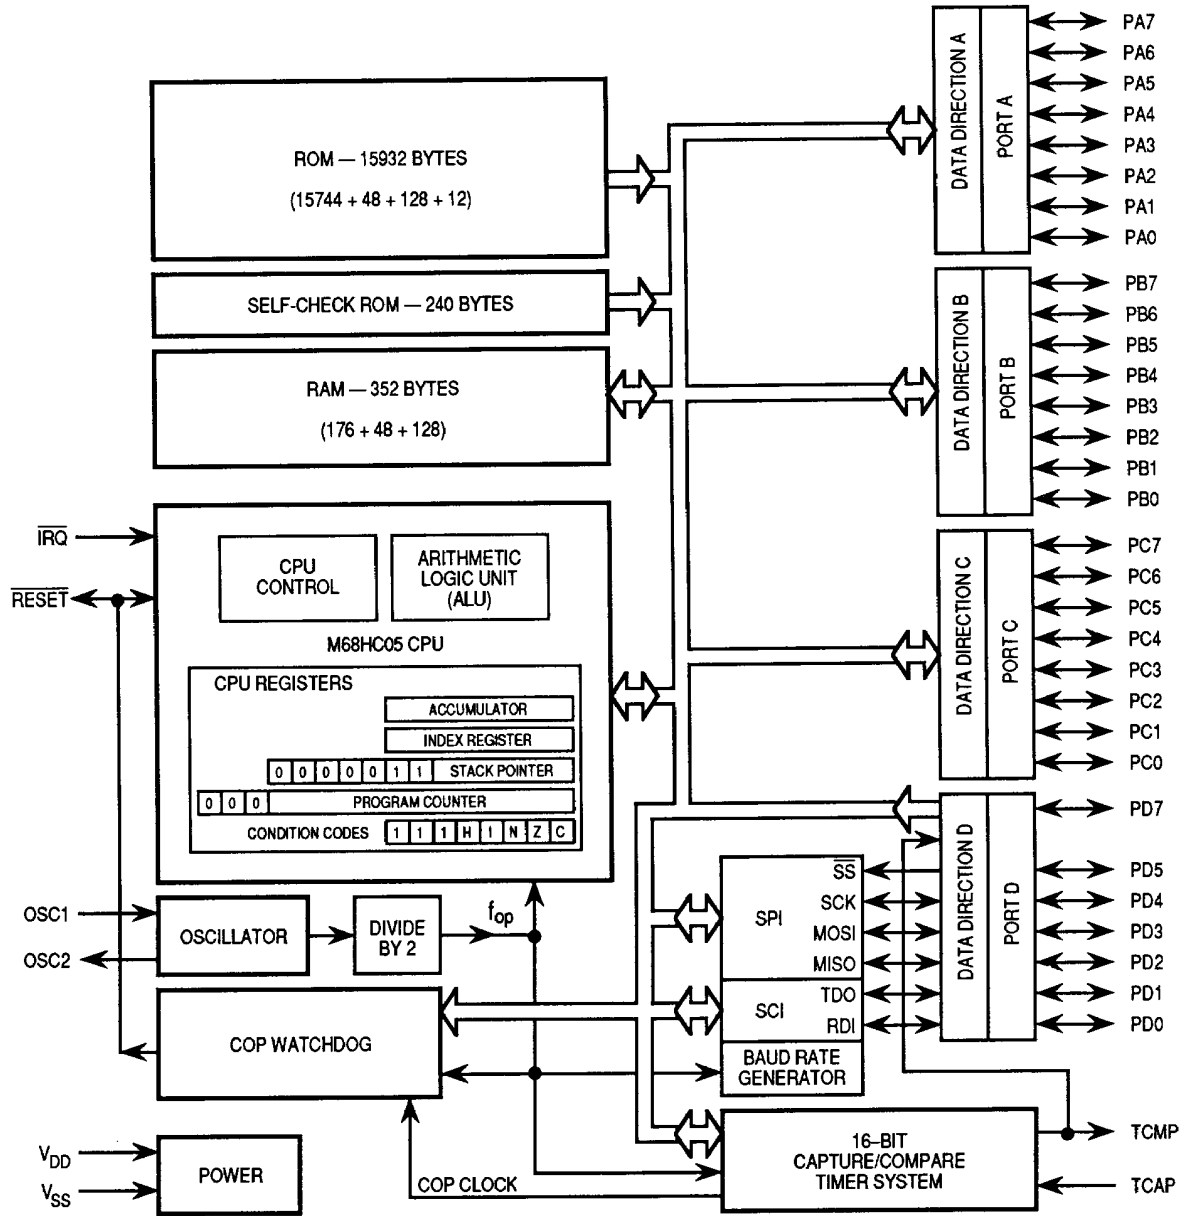 ROM — 15932 BYTES
(15744 + 48 + 128 + 12)
SELF-CHECK ROM — 240 BYTES
RAM — 352 BYTES
(176 + 48 + 128)
IRQ
RESET
CPU
CONTROL
ARITHMETIC
LOGIC UNIT
(ALU)
M68HC05 CPU
CPU REGISTERS
ACCUMULATOR
INDEX REGISTER
0 0 0 0 0 1 1 STACK POINTER
0 0 0 PROGRAM COUNTER
CONDITION CODES 1 1 1 H I N Z C
OSC1
OSC2
OSCILLATOR
DIVIDE
BY 2
fop
COP WATCHDOG
VDD
VSS
POWER
COP CLOCK
SPI
SS
SCK
MOSI
MISO
SCI
TDO
RDI
BAUD RATE
GENERATOR
16–BIT
CAPTURE/COMPARE
TIMER SYSTEM
TCMP
TCAP
DATA DIRECTION A
PORT A
PA7
PA6
PA5
PA4
PA3
PA2
PA1
PA0
DATA DIRECTION B
PORT B
PB7
PB6
PB5
PB4
PB3
PB2
PB1
PB0
DATA DIRECTION C
PORT C
PC7
PC6
PC5
PC4
PC3
PC2
PC1
PC0
DATA DIRECTION D
PORT D
PD7
PD5
PD4
PD3
PD2
PD1
PD0